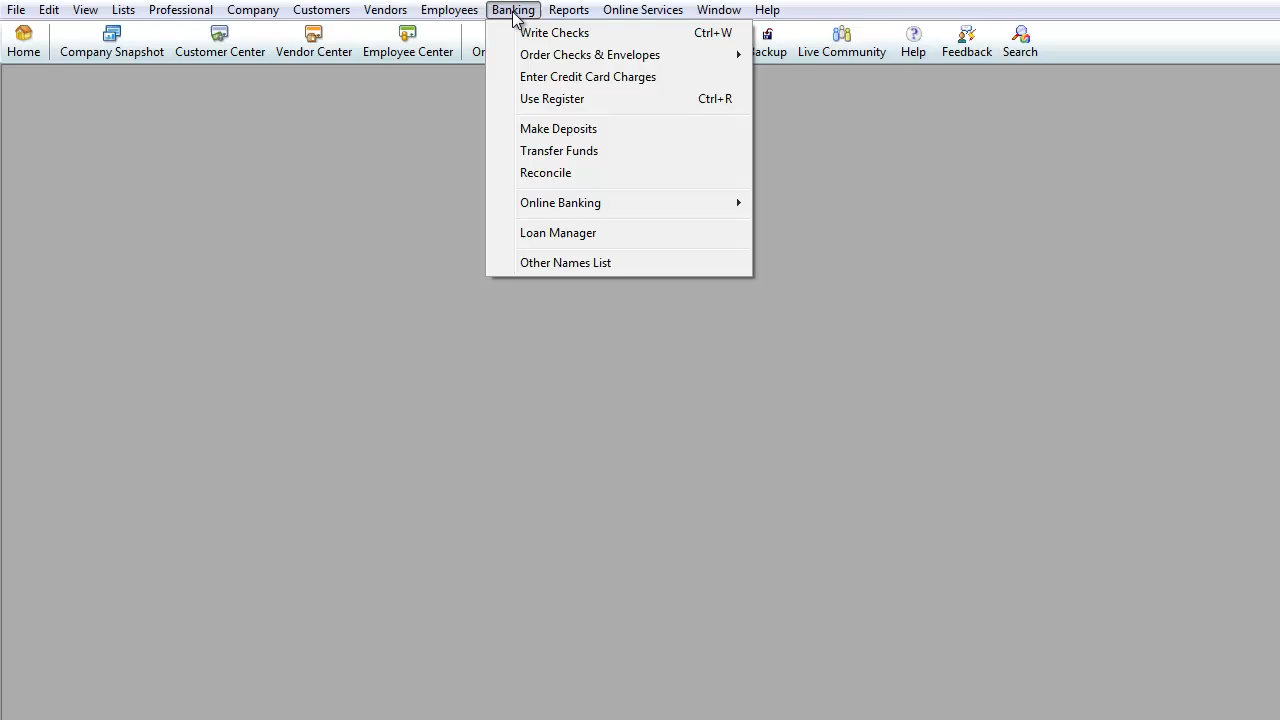 File Edit View Lists Professional Company Customers Vendors Employees Banking Reports Online Services Window Help
Home Company Snapshot Customer Center Vendor Center Employee Center Live Community Help Feedback Search
Write Checks Ctrl+W
Order Checks & Envelopes
Enter Credit Card Charges
Use Register Ctrl+R
Make Deposits
Transfer Funds
Reconcile
Online Banking
Loan Manager
Other Names List